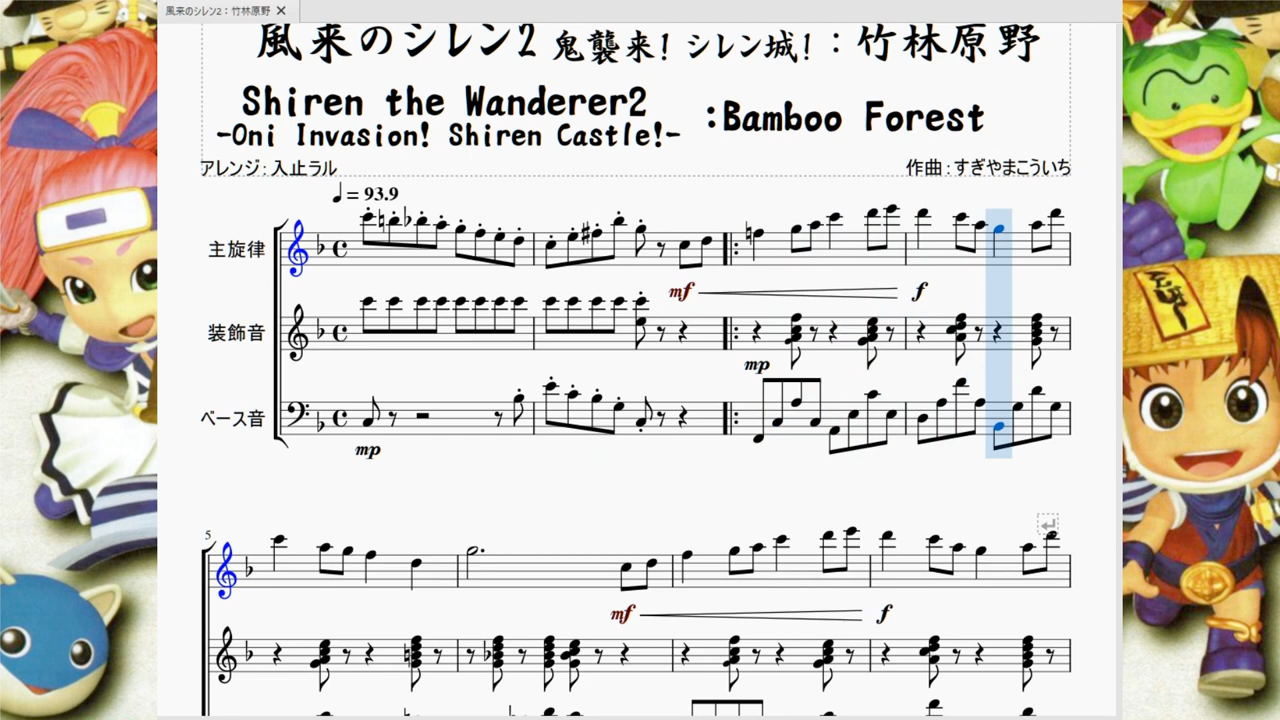 風来のシレン2：竹林原野 ✕
風来のシレン2 鬼襲来！シレン城！：竹林原野
Shiren the Wanderer2 :Bamboo Forest
-Oni Invasion! Shiren Castle!-
アレンジ：入止ラル
作曲：すぎやまこういち
♩ = 93.9
主旋律
mf
f
装飾音
mp
ベース音
mp
5
mf
f